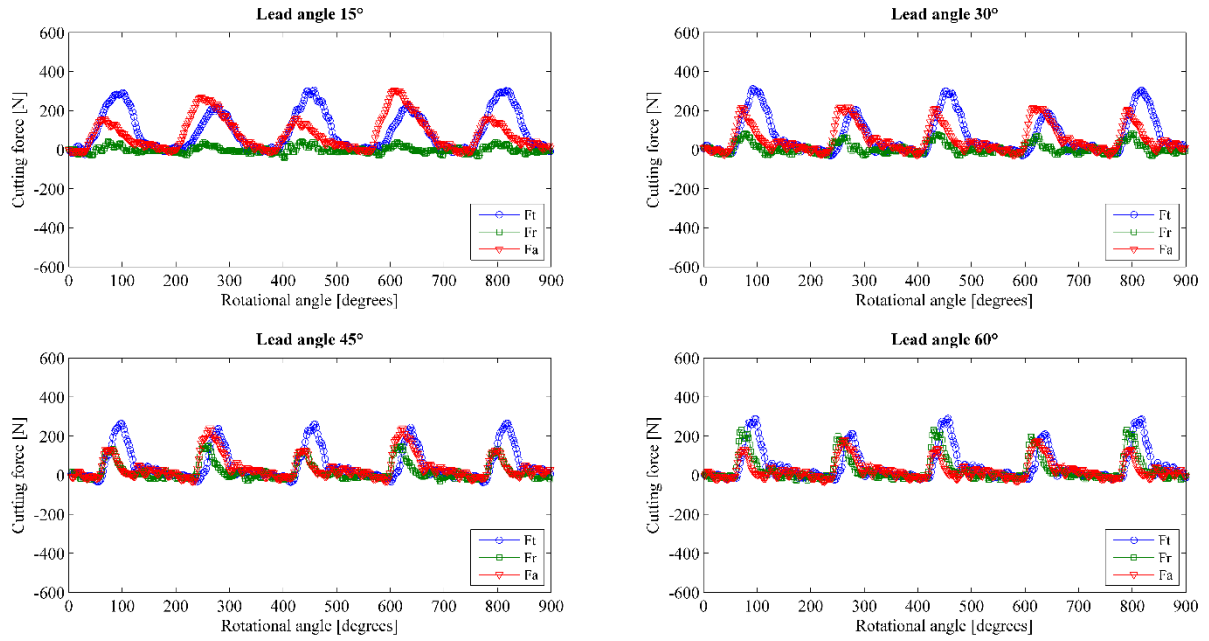 Lead angle 15°
600
400
200
0
-200
-400
-600
Cutting force [N]
Ft
Fr
Fa
0 100 200 300 400 500 600 700 800 900
Rotational angle [degrees]
Lead angle 30°
600
400
200
0
-200
-400
-600
Cutting force [N]
Ft
Fr
Fa
0 100 200 300 400 500 600 700 800 900
Rotational angle [degrees]
Lead angle 45°
600
400
200
0
-200
-400
-600
Cutting force [N]
Ft
Fr
Fa
0 100 200 300 400 500 600 700 800 900
Rotational angle [degrees]
Lead angle 60°
600
400
200
0
-200
-400
-600
Cutting force [N]
Ft
Fr
Fa
0 100 200 300 400 500 600 700 800 900
Rotational angle [degrees]